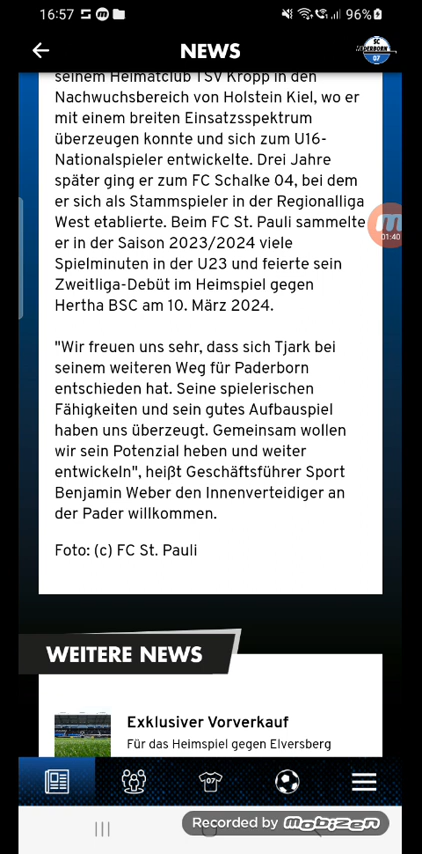 16:57
96%
NEWS
SC
07
seinem Heimatclub TSV Kropp in den
Nachwuchsbereich von Holstein Kiel, wo er
mit einem breiten Einsatzsspektrum
überzeugen konnte und sich zum U16-
Nationalspieler entwickelte. Drei Jahre
später ging er zum FC Schalke 04, bei dem
er sich als Stammspieler in der Regionalliga
West etablierte. Beim FC St. Pauli sammelte
er in der Saison 2023/2024 viele
Spielminuten in der U23 und feierte sein
Zweitliga-Debüt im Heimspiel gegen
Hertha BSC am 10. März 2024.
01:40
"Wir freuen uns sehr, dass sich Tjark bei
seinem weiteren Weg für Paderborn
entschieden hat. Seine spielerischen
Fähigkeiten und sein gutes Aufbauspiel
haben uns überzeugt. Gemeinsam wollen
wir sein Potenzial heben und weiter
entwickeln", heißt Geschäftsführer Sport
Benjamin Weber den Innenverteidiger an
der Pader willkommen.
Foto: (c) FC St. Pauli
WEITERE NEWS
Exklusiver Vorverkauf
Für das Heimspiel gegen Elversberg
07
Recorded by mobizen